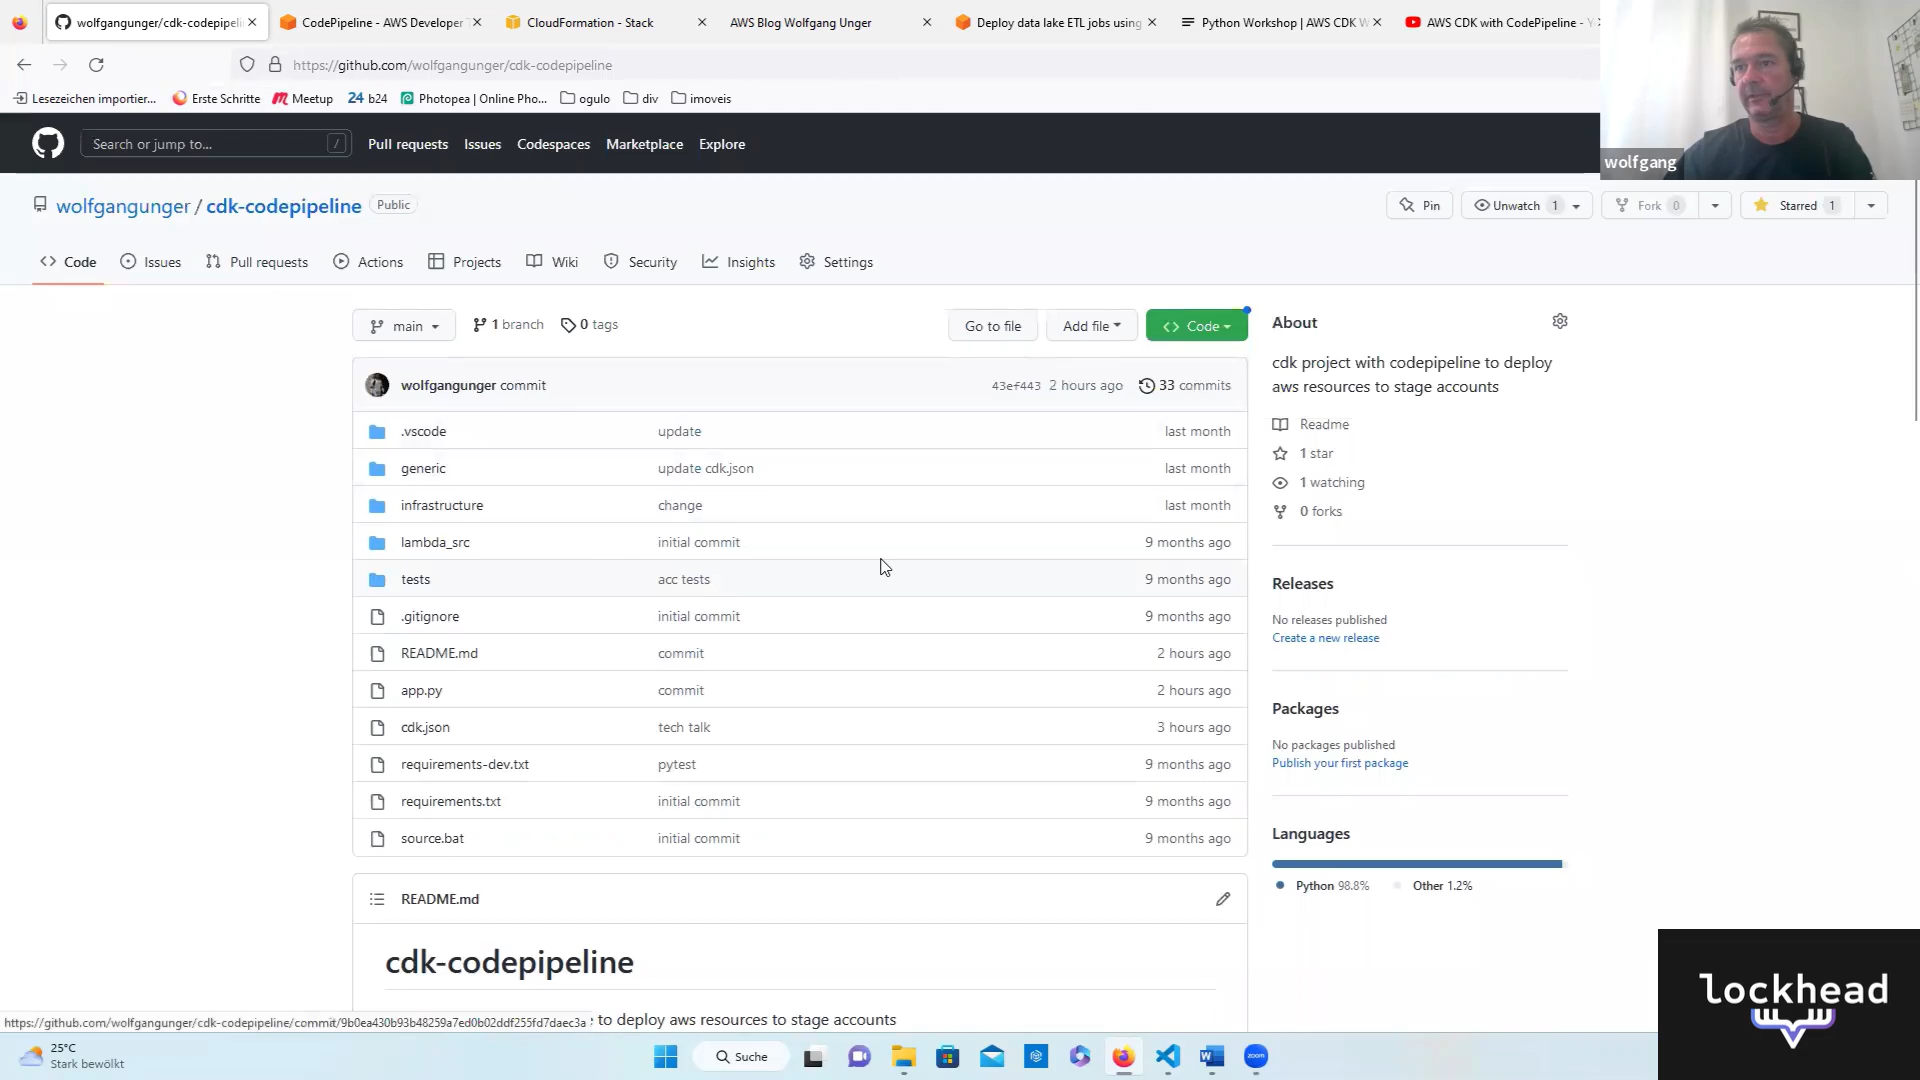 wolfgangunger/cdk-codepipeli
CodePipeline - AWS Developer T
CloudFormation - Stack
AWS Blog Wolfgang Unger
Deploy data lake ETL jobs using
Python Workshop | AWS CDK W
AWS CDK with CodePipeline - Yo
https://github.com/wolfgangunger/cdk-codepipeline
Lesezeichen importier...
Erste Schritte
Meetup
24 b24
Photopea | Online Pho...
ogulo
div
imoveis
Search or jump to...
/
Pull requests
Issues
Codespaces
Marketplace
Explore
wolfgang
wolfgangunger / cdk-codepipeline
Public
Pin
Unwatch 1
Fork 0
Starred 1
Code
Issues
Pull requests
Actions
Projects
Wiki
Security
Insights
Settings
main
1 branch
0 tags
Go to file
Add file
Code
wolfgangunger commit
43ef443 2 hours ago
33 commits
.vscode update last month
generic update cdk.json last month
infrastructure change last month
lambda_src initial commit 9 months ago
tests acc tests 9 months ago
.gitignore initial commit 9 months ago
README.md commit 2 hours ago
app.py commit 2 hours ago
cdk.json tech talk 3 hours ago
requirements-dev.txt pytest 9 months ago
requirements.txt initial commit 9 months ago
source.bat initial commit 9 months ago
README.md
cdk-codepipeline
to deploy aws resources to stage accounts
About
cdk project with codepipeline to deploy
aws resources to stage accounts
Readme
1 star
1 watching
0 forks
Releases
No releases published
Create a new release
Packages
No packages published
Publish your first package
Languages
Python 98.8%
Other 1.2%
lockhead
https://github.com/wolfgangunger/cdk-codepipeline/commit/9b0ea430b93b48259a7ed0b02ddf255fd7daec3a
25°C
Stark bewölkt
Suche
zoom